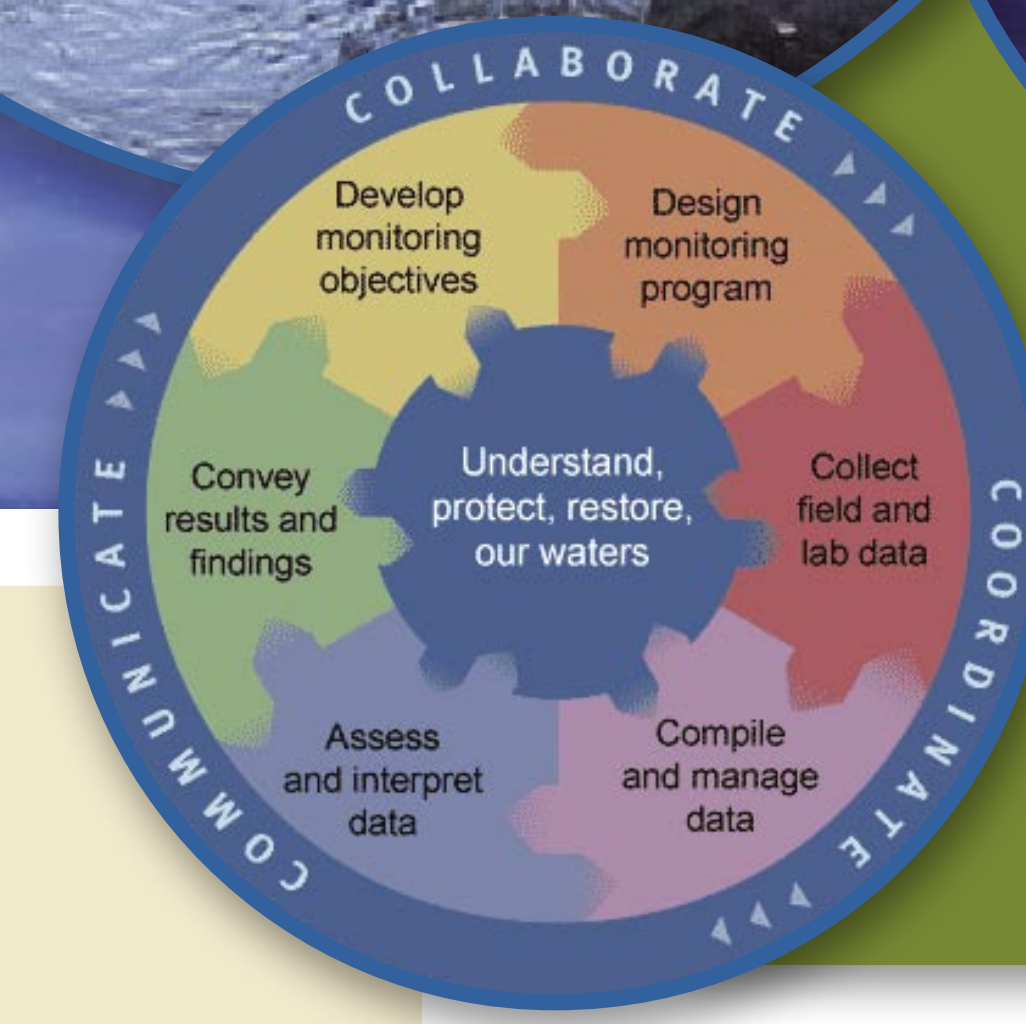 COLLABORATE
COORDINATE
COMMUNICATE
Develop
monitoring
objectives
Design
monitoring
program
Collect
field and
lab data
Compile
and manage
data
Assess
and interpret
data
Convey
results and
findings
Understand,
protect, restore,
our waters